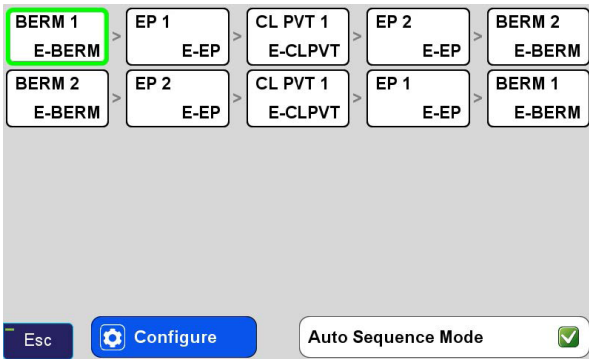 BERM 1 > EP 1 > CL PVT 1 > EP 2 > BERM 2
E-BERM E-EP E-CLPVT E-EP E-BERM
BERM 2 > EP 2 > CL PVT 1 > EP 1 > BERM 1
E-BERM E-EP E-CLPVT E-EP E-BERM
Esc Configure Auto Sequence Mode